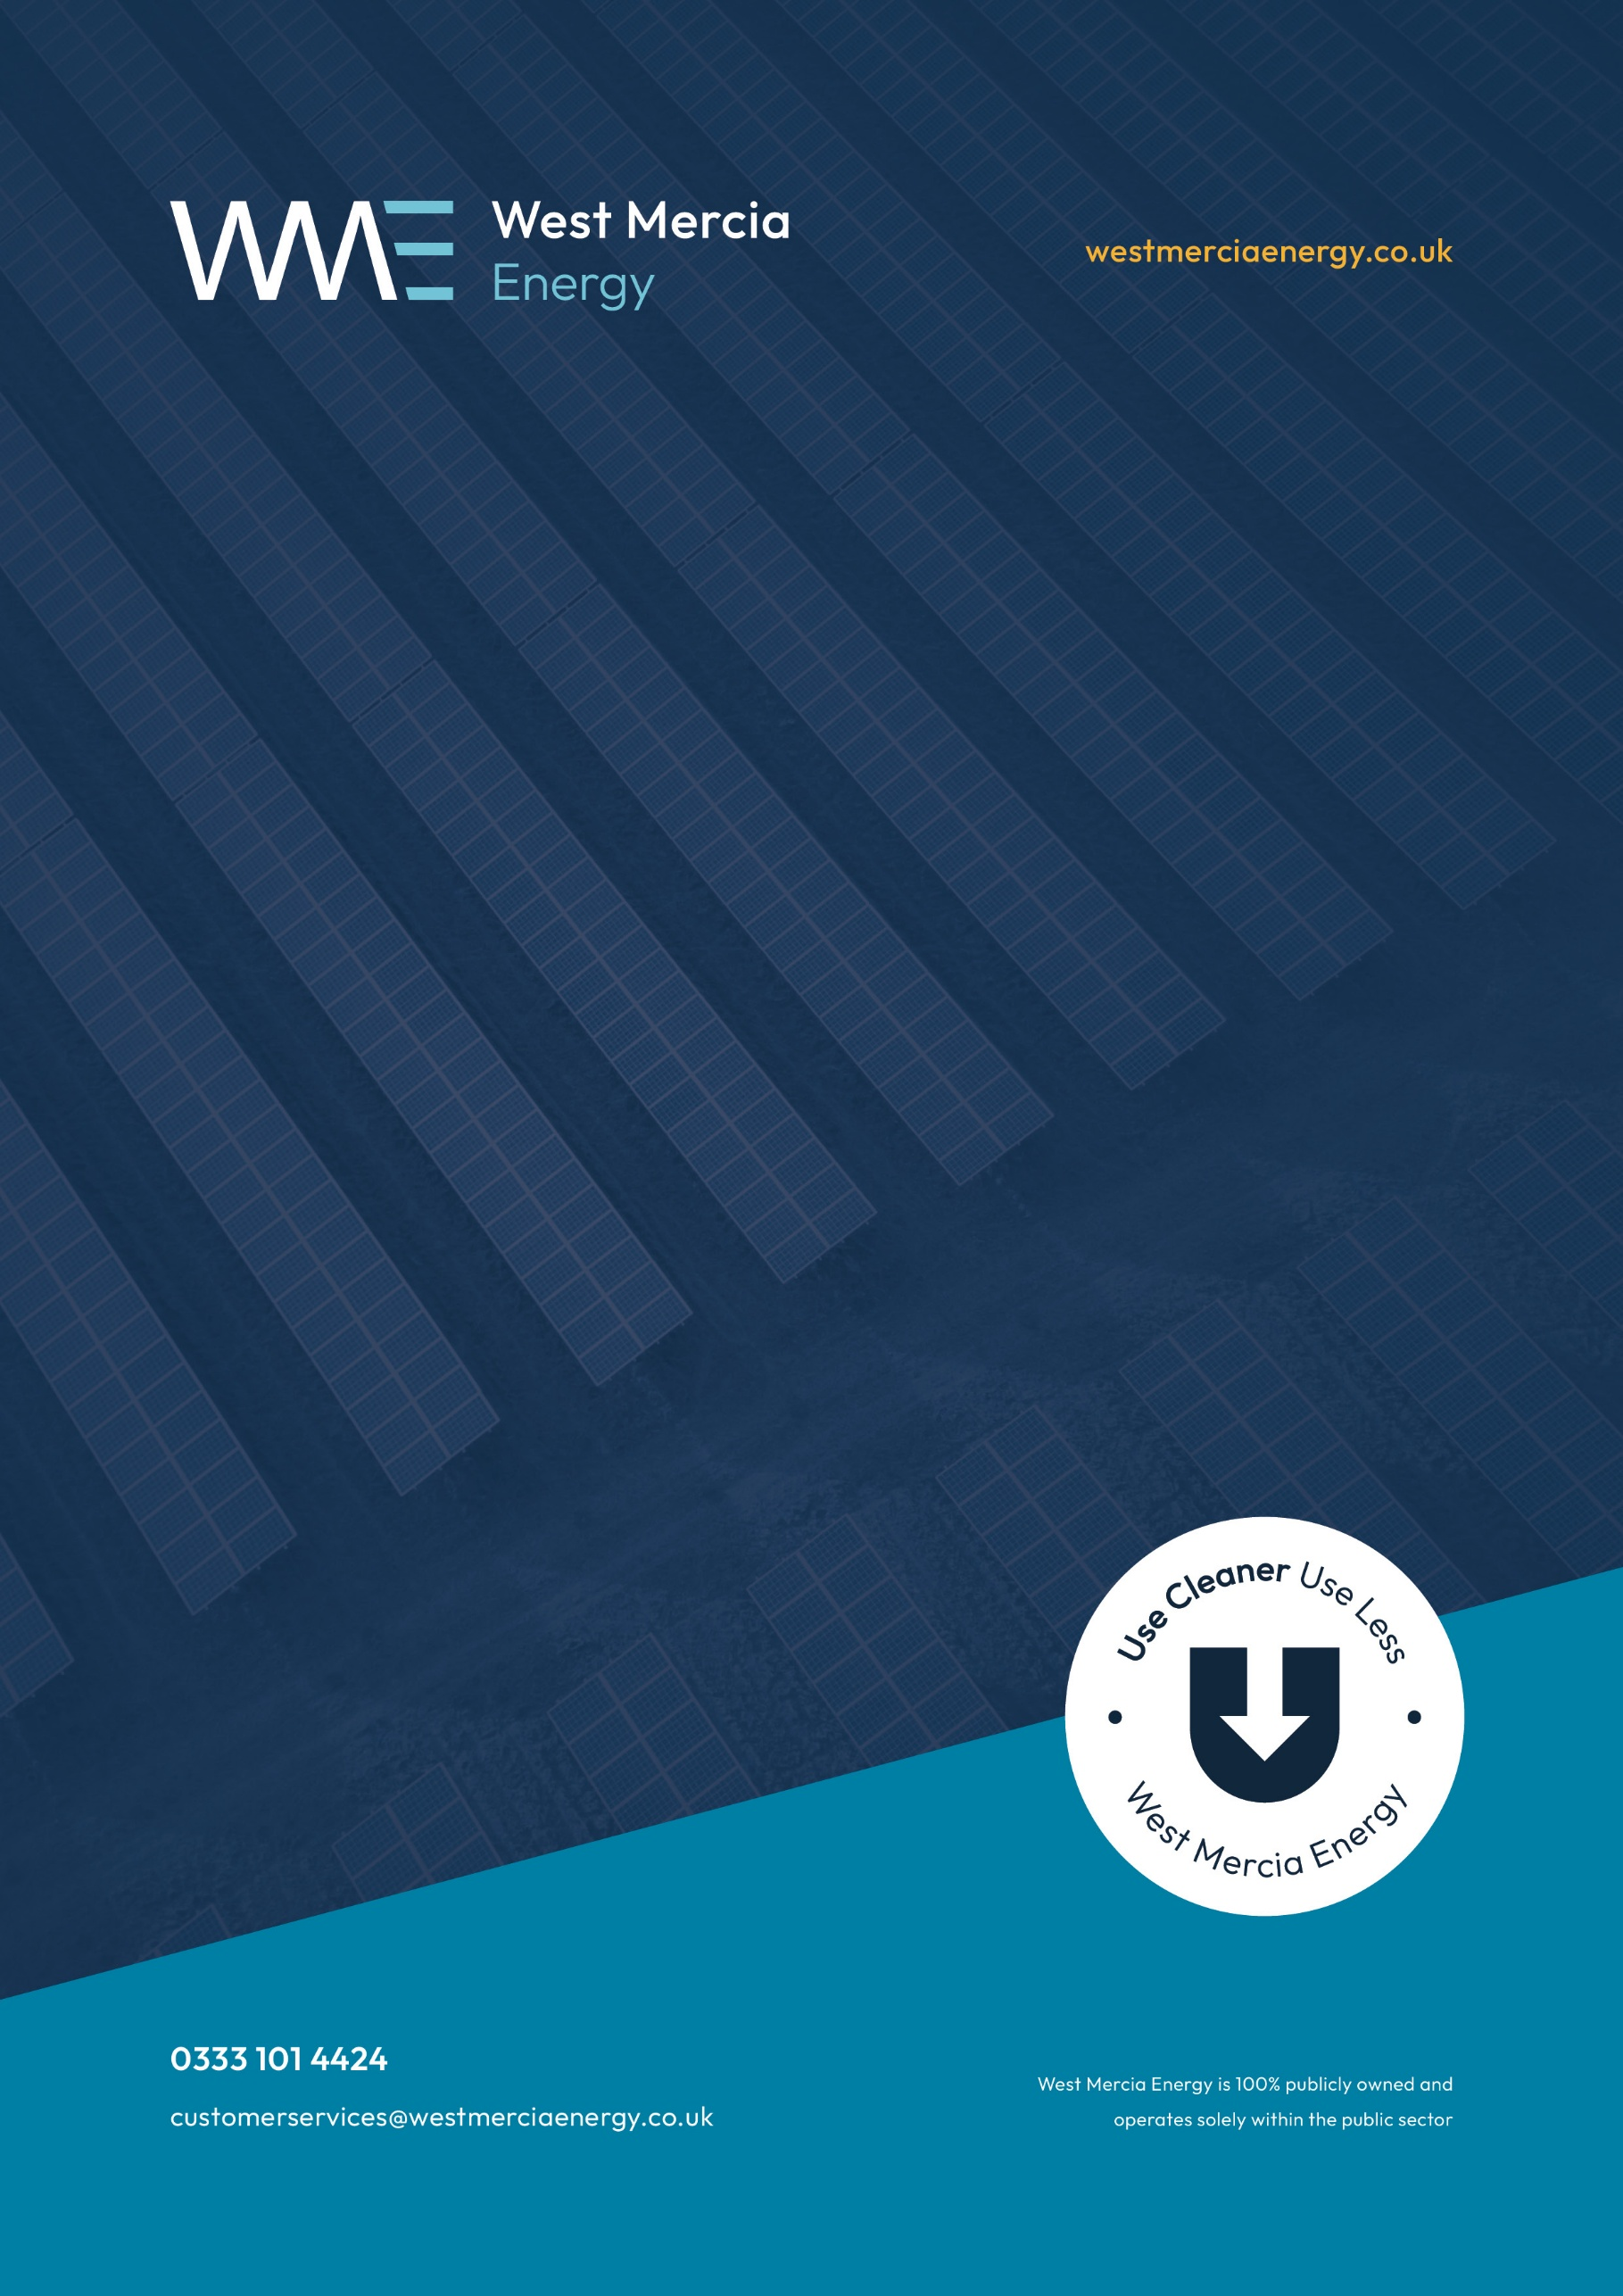 WME
West Mercia
Energy
westmerciaenergy.co.uk
Use Cleaner Use Less
West Mercia Energy
0333 101 4424
customerservices@westmerciaenergy.co.uk
West Mercia Energy is 100% publicly owned and
operates solely within the public sector